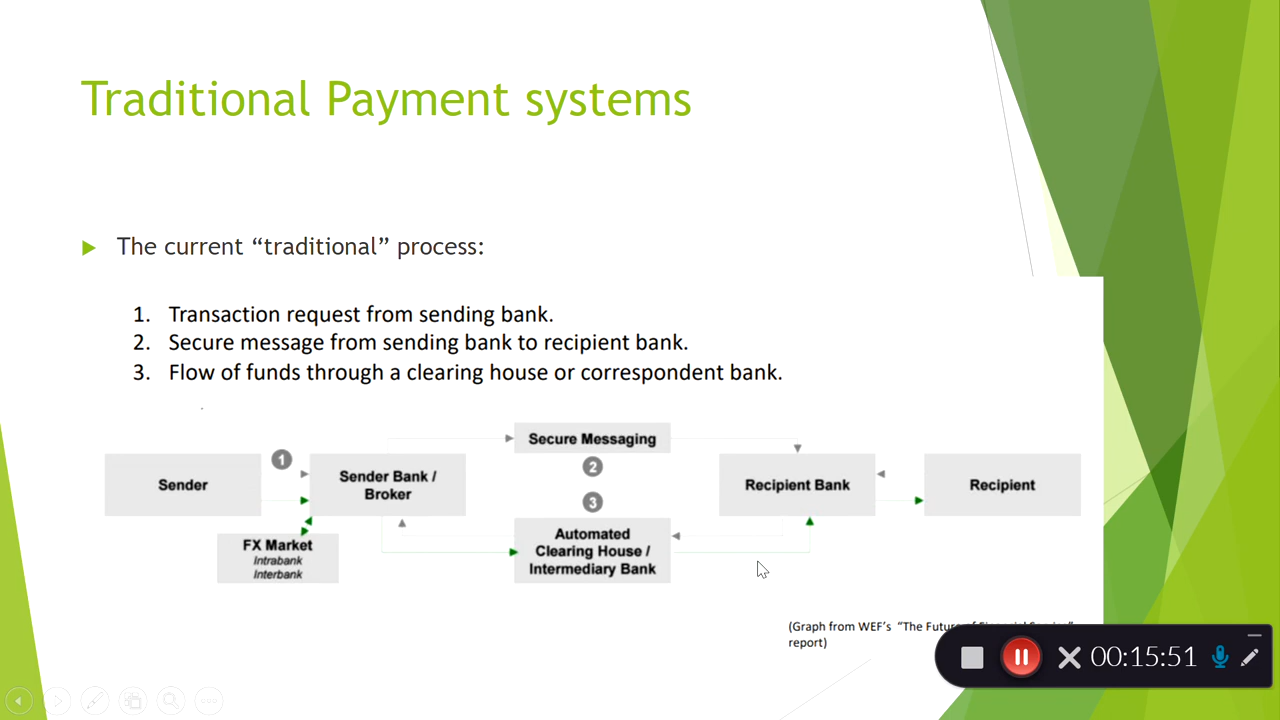 Traditional Payment systems
The current “traditional” process:
1. Transaction request from sending bank.
2. Secure message from sending bank to recipient bank.
3. Flow of funds through a clearing house or correspondent bank.
Sender
1
Sender Bank /
Broker
FX Market
Intrabank
Interbank
Secure Messaging
2
3
Automated
Clearing House /
Intermediary Bank
Recipient Bank
Recipient
(Graph from WEF’s “The Future of
report)
00:15:51